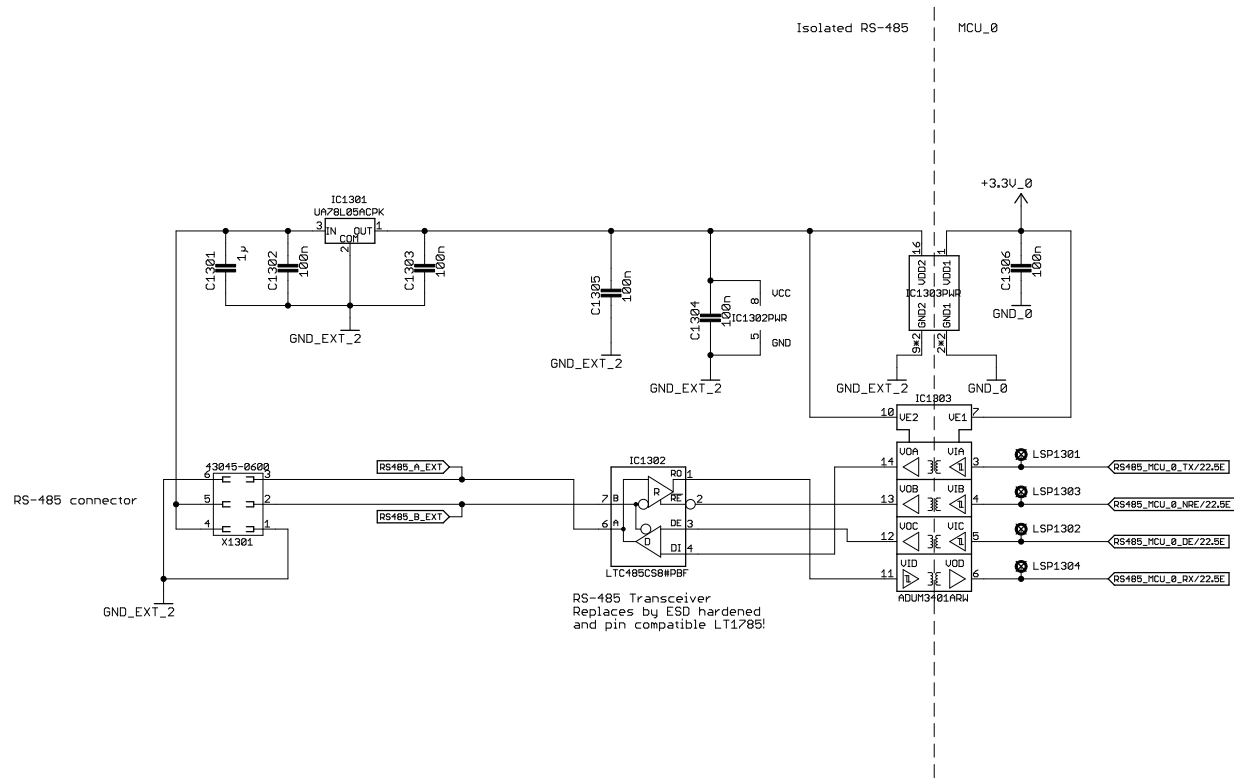 Isolated RS-485
MCU_0
+3.3V_0
IC1301
UA78L05ACPK
3
IN
OUT
1
COM
2
C1301
1µ
C1302
100n
C1303
100n
GND_EXT_2
C1305
100n
GND_EXT_2
C1304
100n
VCC
8
IC1302PWR
5
GND
GND_EXT_2
16
VDD2
1
VDD1
IC1303PWR
GND2
GND1
9*2
2*2
GND_EXT_2
GND_0
C1306
100n
GND_0
IC1303
10
VE2
VE1
7
VOA
VIA
14
3
LSP1301
RS485_MCU_0_TX/22.5E
VOB
VIB
13
4
LSP1303
RS485_MCU_0_NRE/22.5E
VOC
VIC
12
5
LSP1302
RS485_MCU_0_DE/22.5E
VID
VOD
11
6
LSP1304
RS485_MCU_0_RX/22.5E
ADUM3401ARW
RS-485 connector
43045-0600
6
3
5
2
4
1
X1301
GND_EXT_2
RS485_A_EXT
RS485_B_EXT
IC1302
RO
1
R
RE
2
7
B
6
A
DE
3
D
DI
4
LTC485CS8#PBF
RS-485 Transceiver
Replaces by ESD hardened
and pin compatible LT1785!